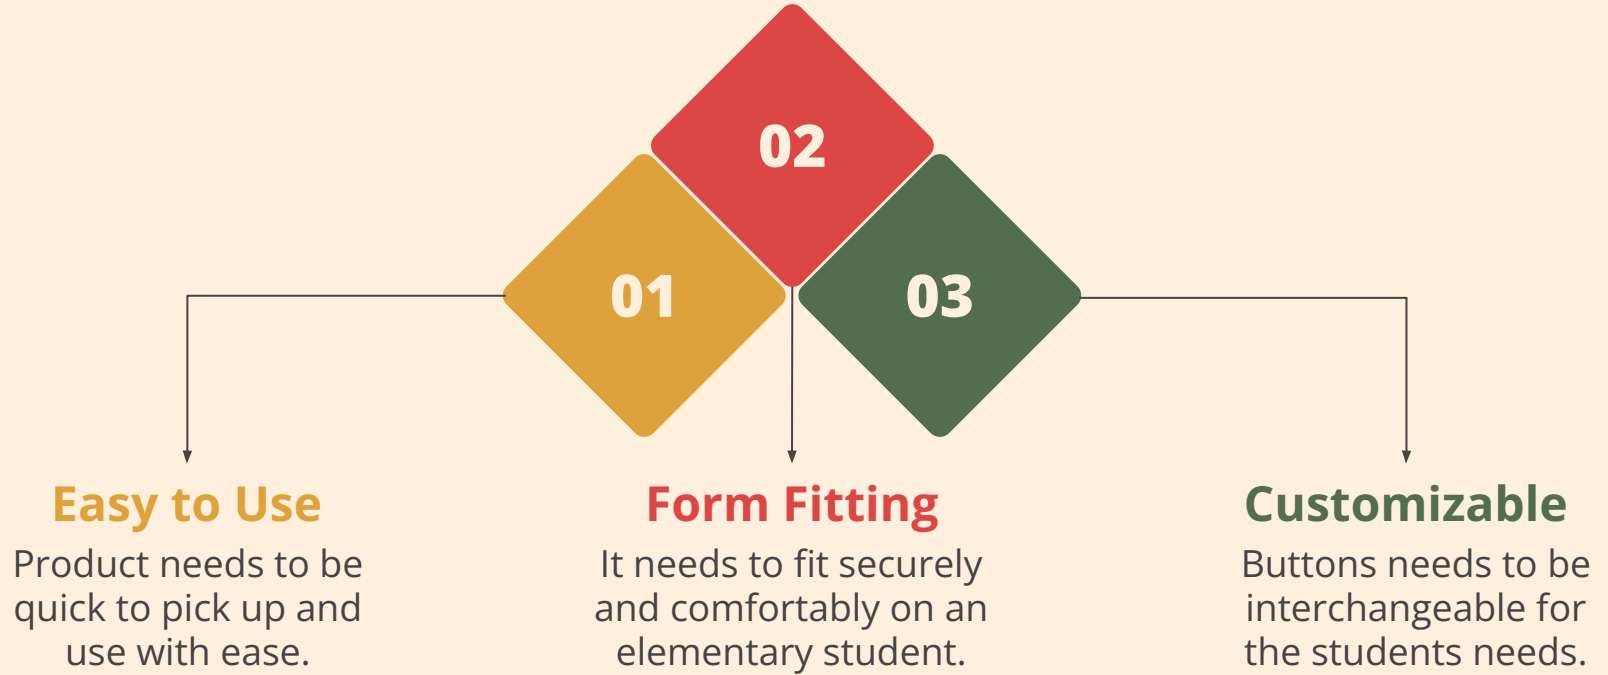 02
01
03
Easy to Use
Product needs to be
quick to pick up and
use with ease.
Form Fitting
It needs to fit securely
and comfortably on an
elementary student.
Customizable
Buttons needs to be
interchangeable for
the students needs.